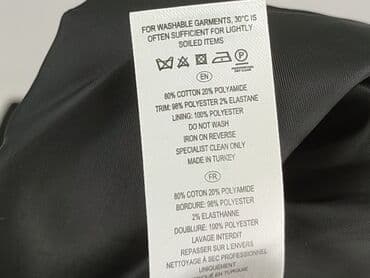 FOR WASHABLE GARMENTS, 30°C IS
OFTEN SUFFICIENT FOR LIGHTLY
SOILED ITEMS
P
EN
80% COTTON 20% POLYAMIDE
TRIM: 98% POLYESTER 2% ELASTANE
LINING: 100% POLYESTER
DO NOT WASH
IRON ON REVERSE
SPECIALIST CLEAN ONLY
MADE IN TURKEY
FR
80% COTON 20% POLYAMIDE
BORDURE: 98% POLYESTER
2% ELASTHANNE
DOUBLURE: 100% POLYESTER
LAVAGE INTERDIT
REPASSER SUR L'ENVERS
NETTOYAGE À SEC PROFESSIONNEL
UNIQUEMENT
EN TURQUIE